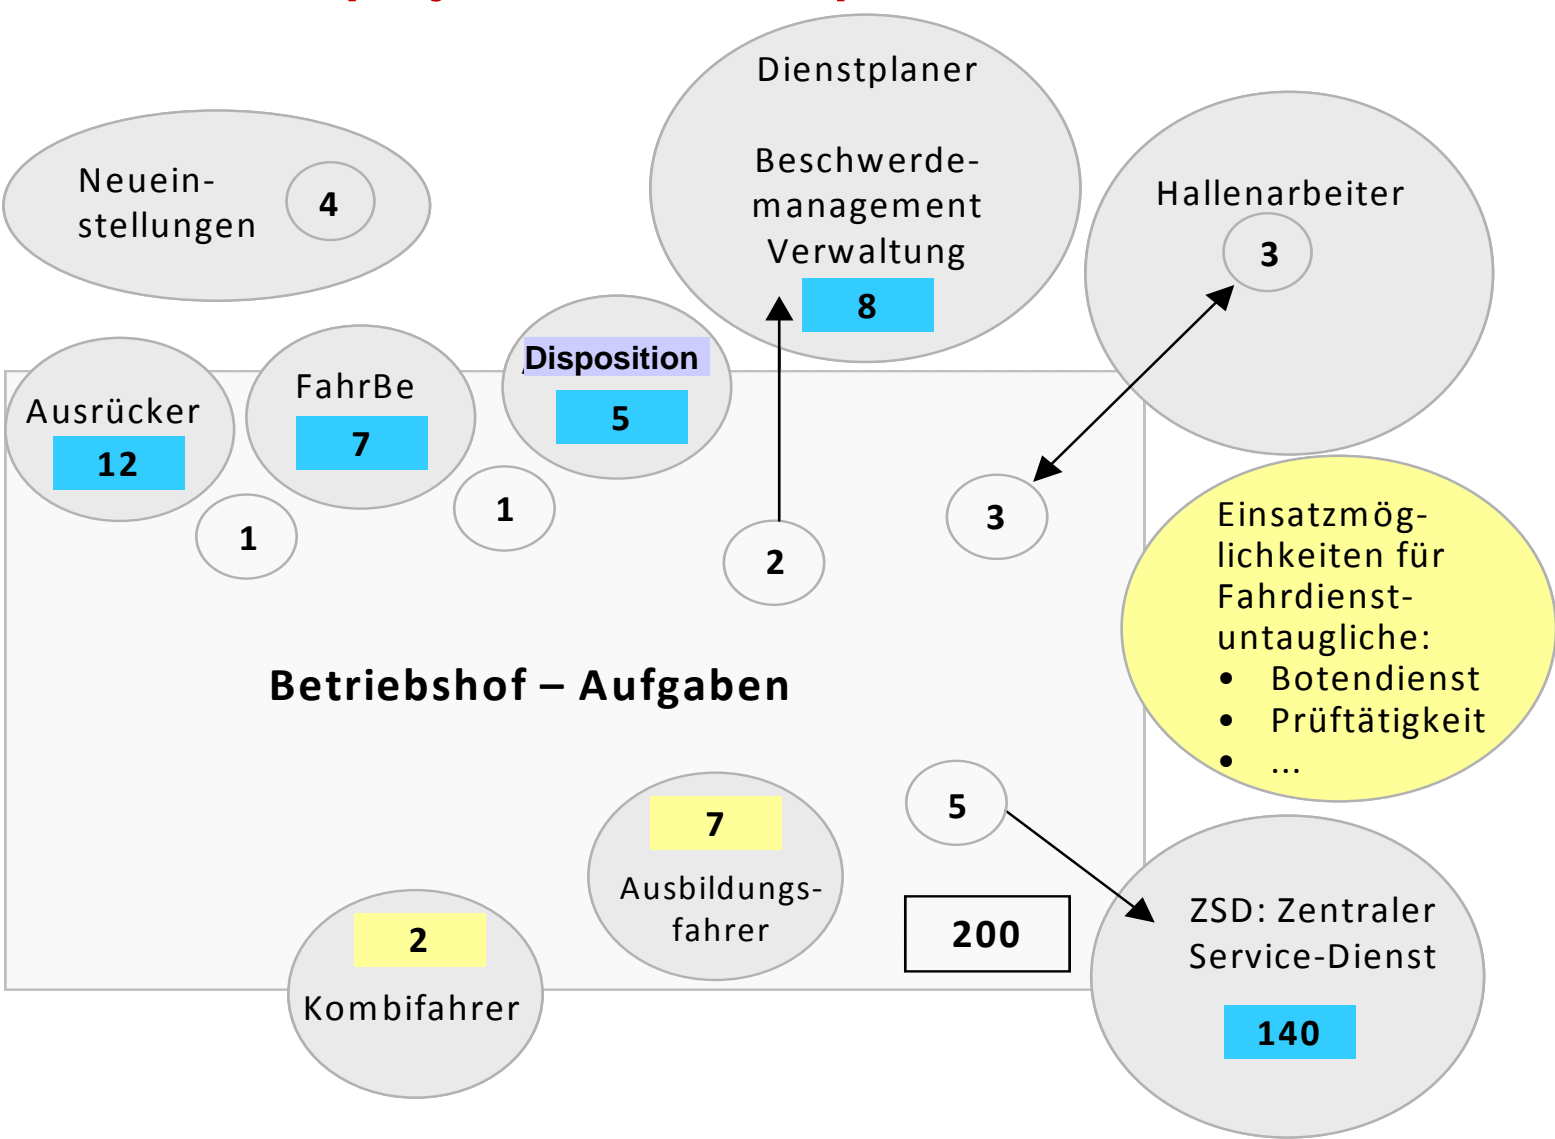 Dienstplaner
Beschwerde-
management
Verwaltung
8
Neuein-
stellungen
4
Hallenarbeiter
3
Disposition
5
FahrBe
7
Ausrücker
12
1
1
2
3
Einsatzmög-
lichkeiten für
Fahrdienst-
untaugliche:
• Botendienst
• Prüftätigkeit
• ...
Betriebshof – Aufgaben
5
7
Ausbildungs-
fahrer
200
2
Kombifahrer
ZSD: Zentraler
Service-Dienst
140